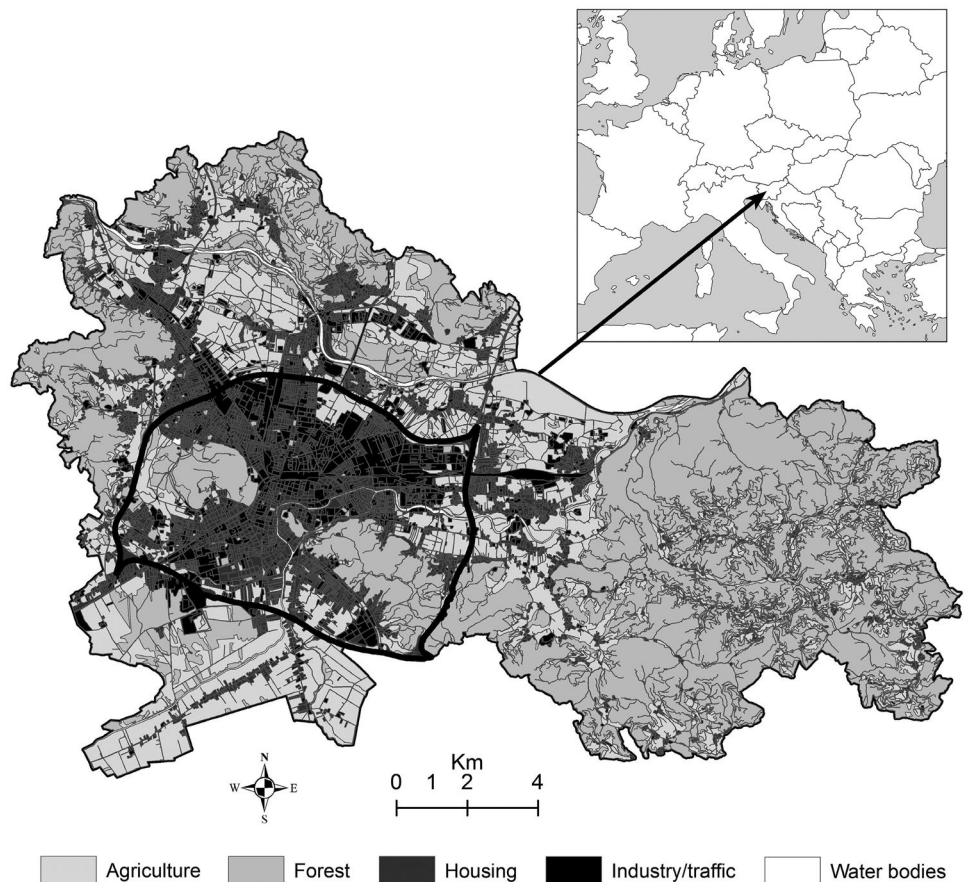 N
W E
S
Km
0 1 2 4
Agriculture Forest Housing Industry/traffic Water bodies